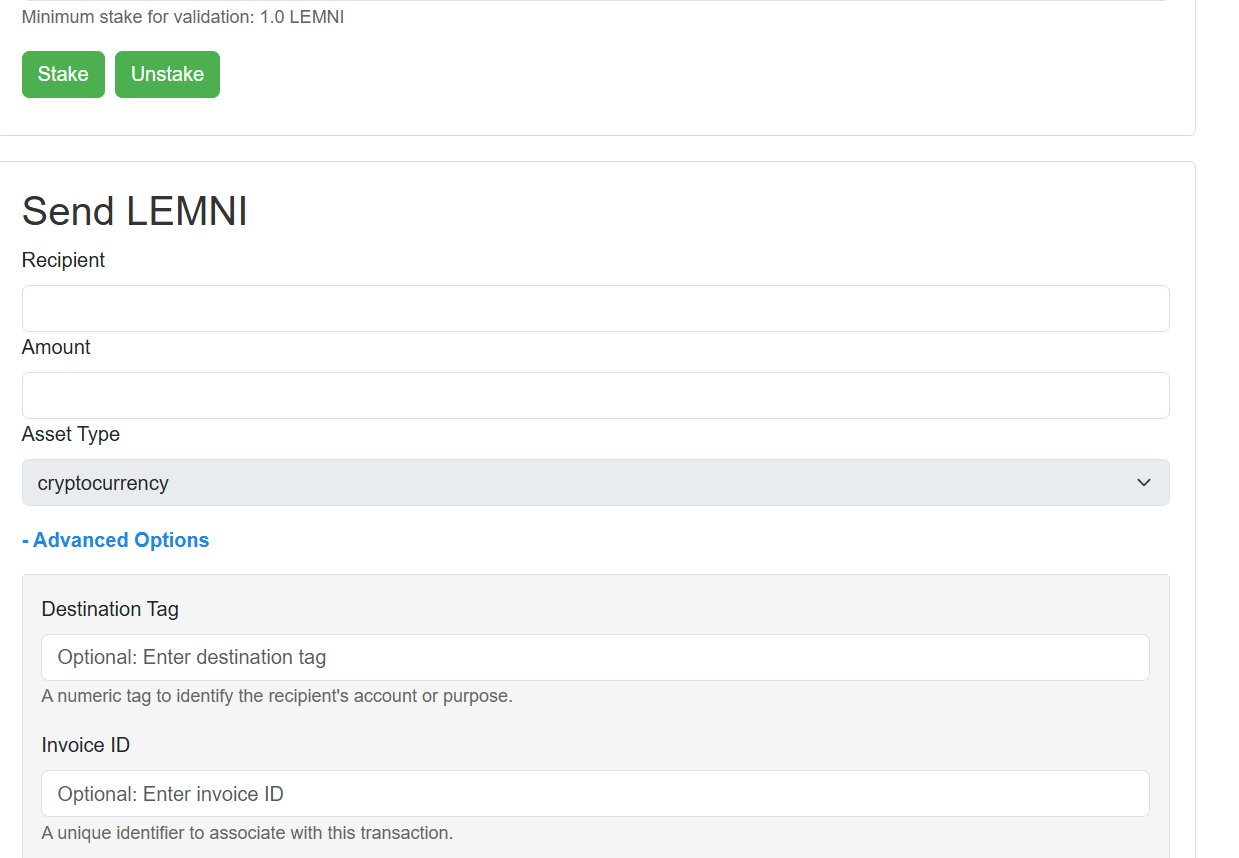 Minimum stake for validation: 1.0 LEMNI
Stake Unstake
Send LEMNI
Recipient
Amount
Asset Type
cryptocurrency
- Advanced Options
Destination Tag
Optional: Enter destination tag
A numeric tag to identify the recipient's account or purpose.
Invoice ID
Optional: Enter invoice ID
A unique identifier to associate with this transaction.